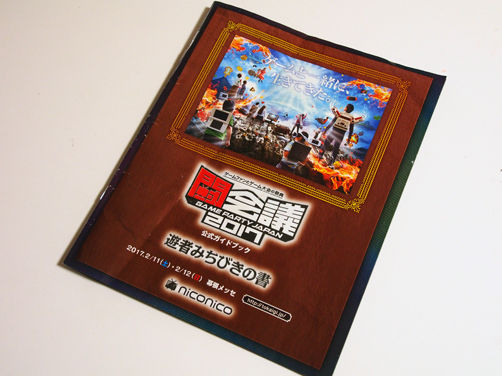 ゲームと一緒に、
生きてきた。
ゲームファンとゲーム大会の祭典
闘会議
GAME PARTY JAPAN
2017
公式ガイドブック
遊者みちびきの書
2017.2/11(土)・2/12(日) 幕張メッセ
niconico
http://tokaigi.jp/